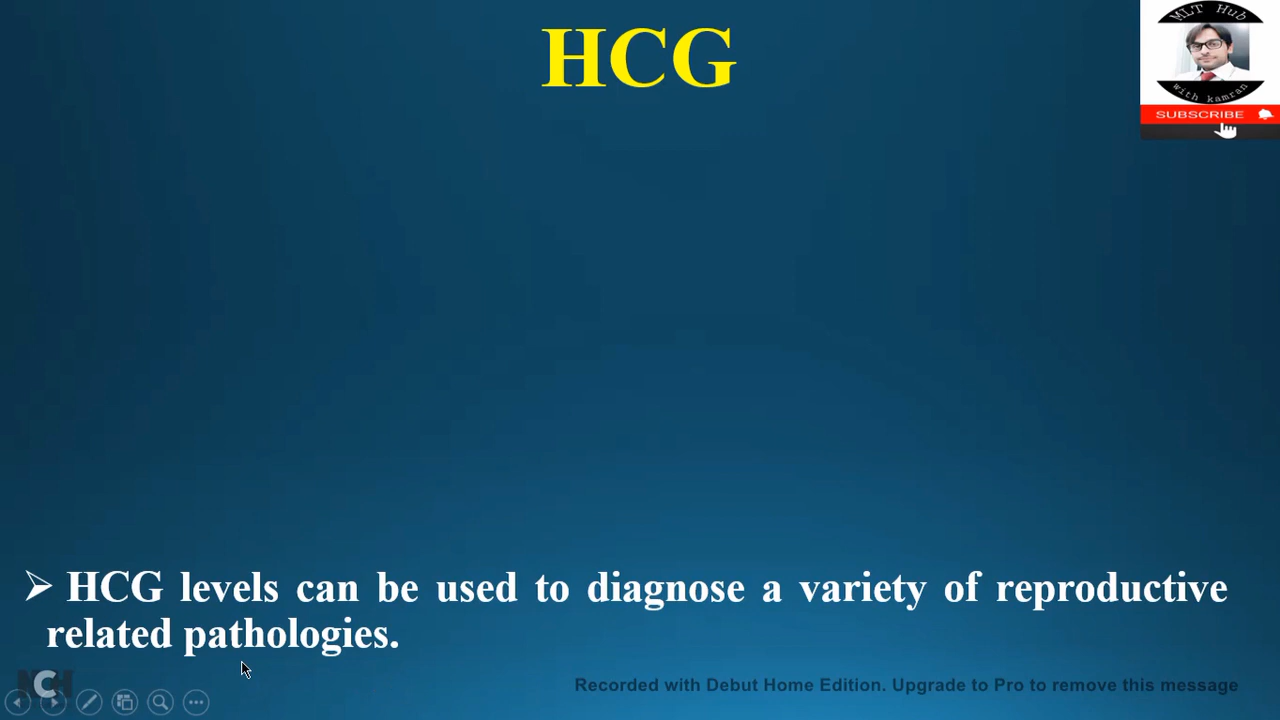 HCG
MLT Hub
with kamran
SUBSCRIBE
➢ HCG levels can be used to diagnose a variety of reproductive
related pathologies.
NCH
Recorded with Debut Home Edition. Upgrade to Pro to remove this message